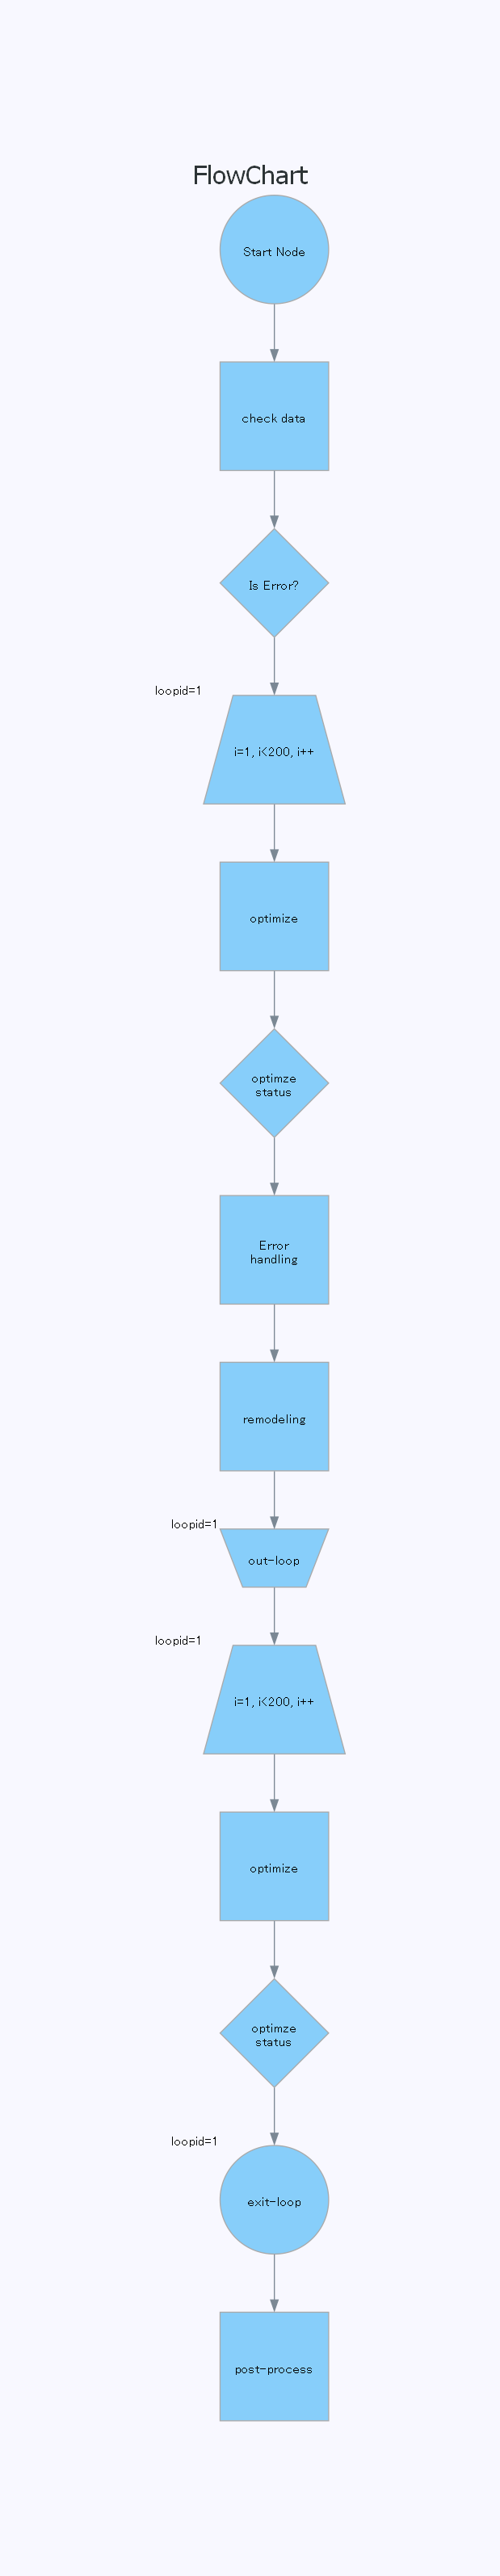 FlowChart
Start Node
check data
Is Error?
loopid=1
i=1, i<200, i++
optimize
optimze
status
Error
handling
remodeling
loopid=1
out-loop
loopid=1
i=1, i<200, i++
optimize
optimze
status
loopid=1
exit-loop
post-process